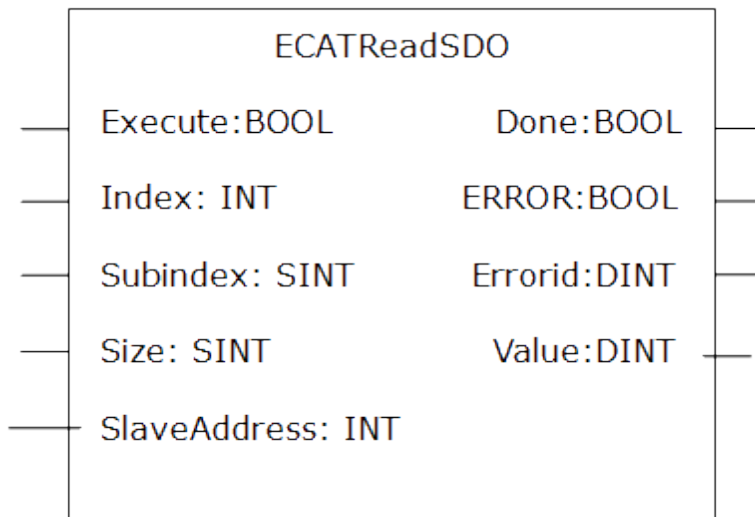 ECATReadSDO
Execute:BOOL Done:BOOL
Index: INT ERROR:BOOL
Subindex: SINT Errorid:DINT
Size: SINT Value:DINT
SlaveAddress: INT